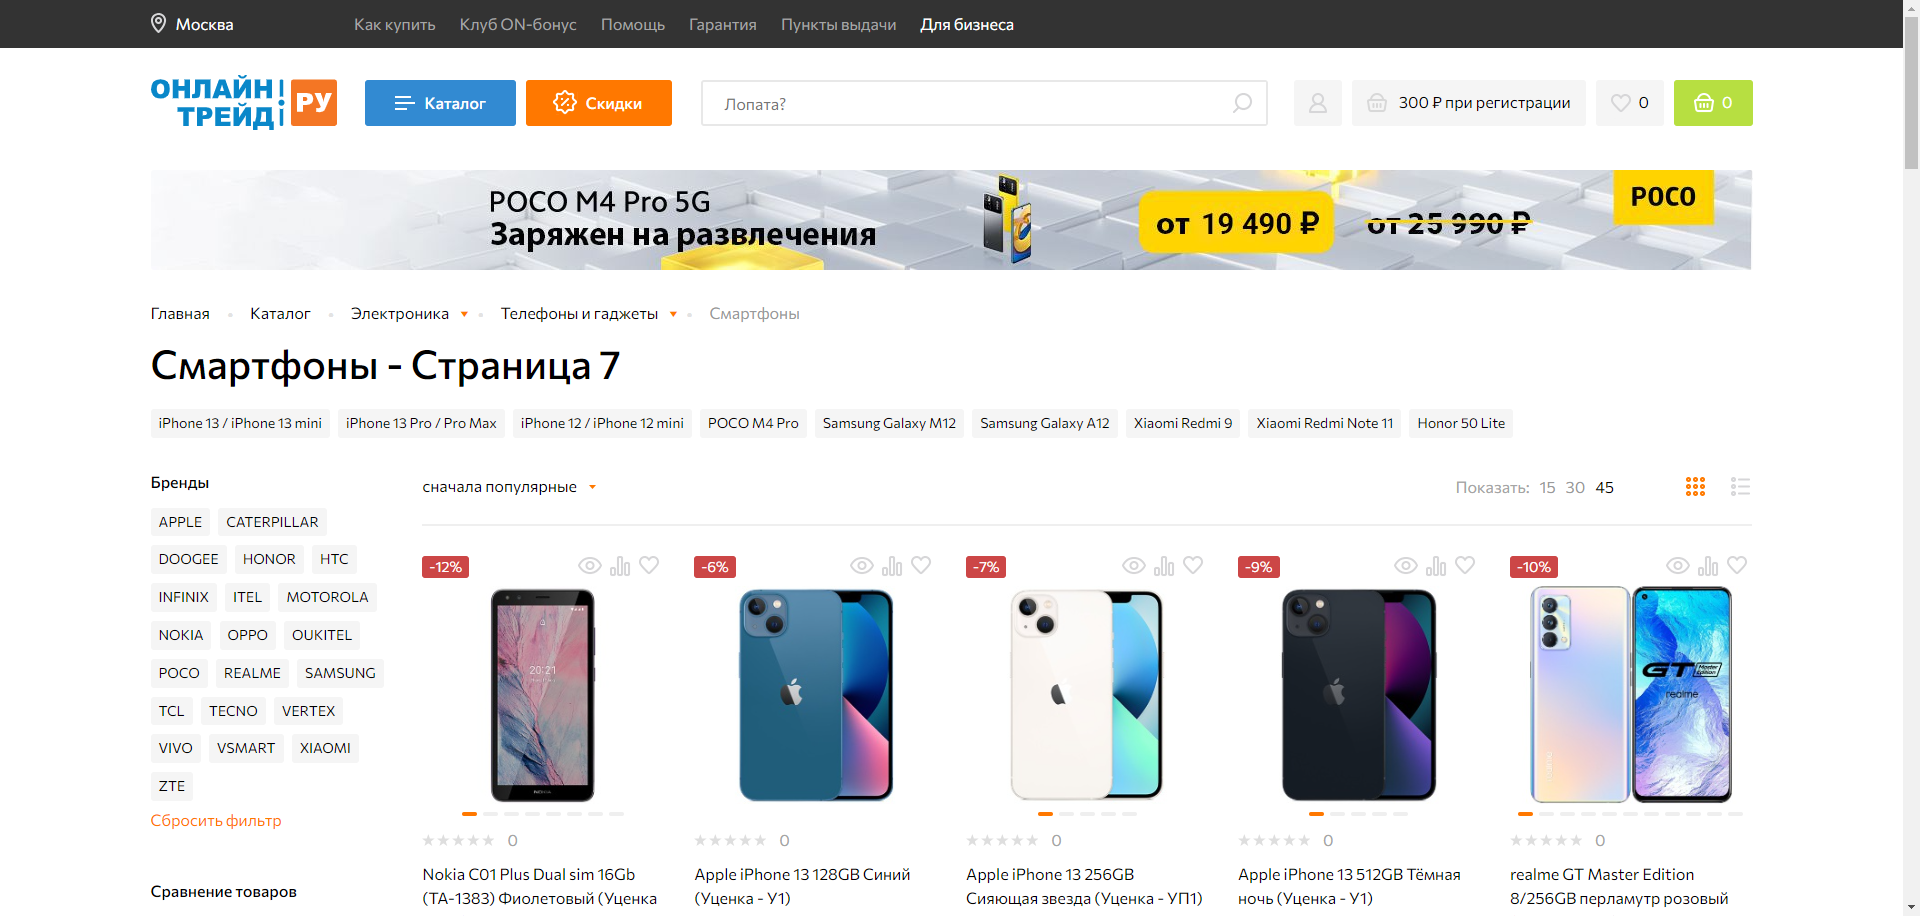 Москва
Как купить
Клуб ON-бонус
Помощь
Гарантия
Пункты выдачи
Для бизнеса
ОНЛАЙН ТРЕЙД РУ
Каталог
Скидки
Лопата?
300 ₽ при регистрации
0
0
POCO M4 Pro 5G
Заряжен на развлечения
от 19 490 ₽
от 25 990 ₽
POCO
Главная
Каталог
Электроника
Телефоны и гаджеты
Смартфоны
Смартфоны - Страница 7
iPhone 13 / iPhone 13 mini
iPhone 13 Pro / Pro Max
iPhone 12 / iPhone 12 mini
POCO M4 Pro
Samsung Galaxy M12
Samsung Galaxy A12
Xiaomi Redmi 9
Xiaomi Redmi Note 11
Honor 50 Lite
Бренды
APPLE
CATERPILLAR
DOOGEE
HONOR
HTC
INFINIX
ITEL
MOTOROLA
NOKIA
OPPO
OUKITEL
POCO
REALME
SAMSUNG
TCL
TECNO
VERTEX
VIVO
VSMART
XIAOMI
ZTE
Сбросить фильтр
Сравнение товаров
сначала популярные
Показать: 15 30 45
-12%
20:21
NOKIA
0
Nokia C01 Plus Dual sim 16Gb
(TA-1383) Фиолетовый (Уценка
-6%
0
Apple iPhone 13 128GB Синий
(Уценка - У1)
-7%
0
Apple iPhone 13 256GB
Сияющая звезда (Уценка - УП1)
-9%
0
Apple iPhone 13 512GB Тёмная
ночь (Уценка - У1)
-10%
GT Master Edition
realme
0
realme GT Master Edition
8/256GB перламутр розовый